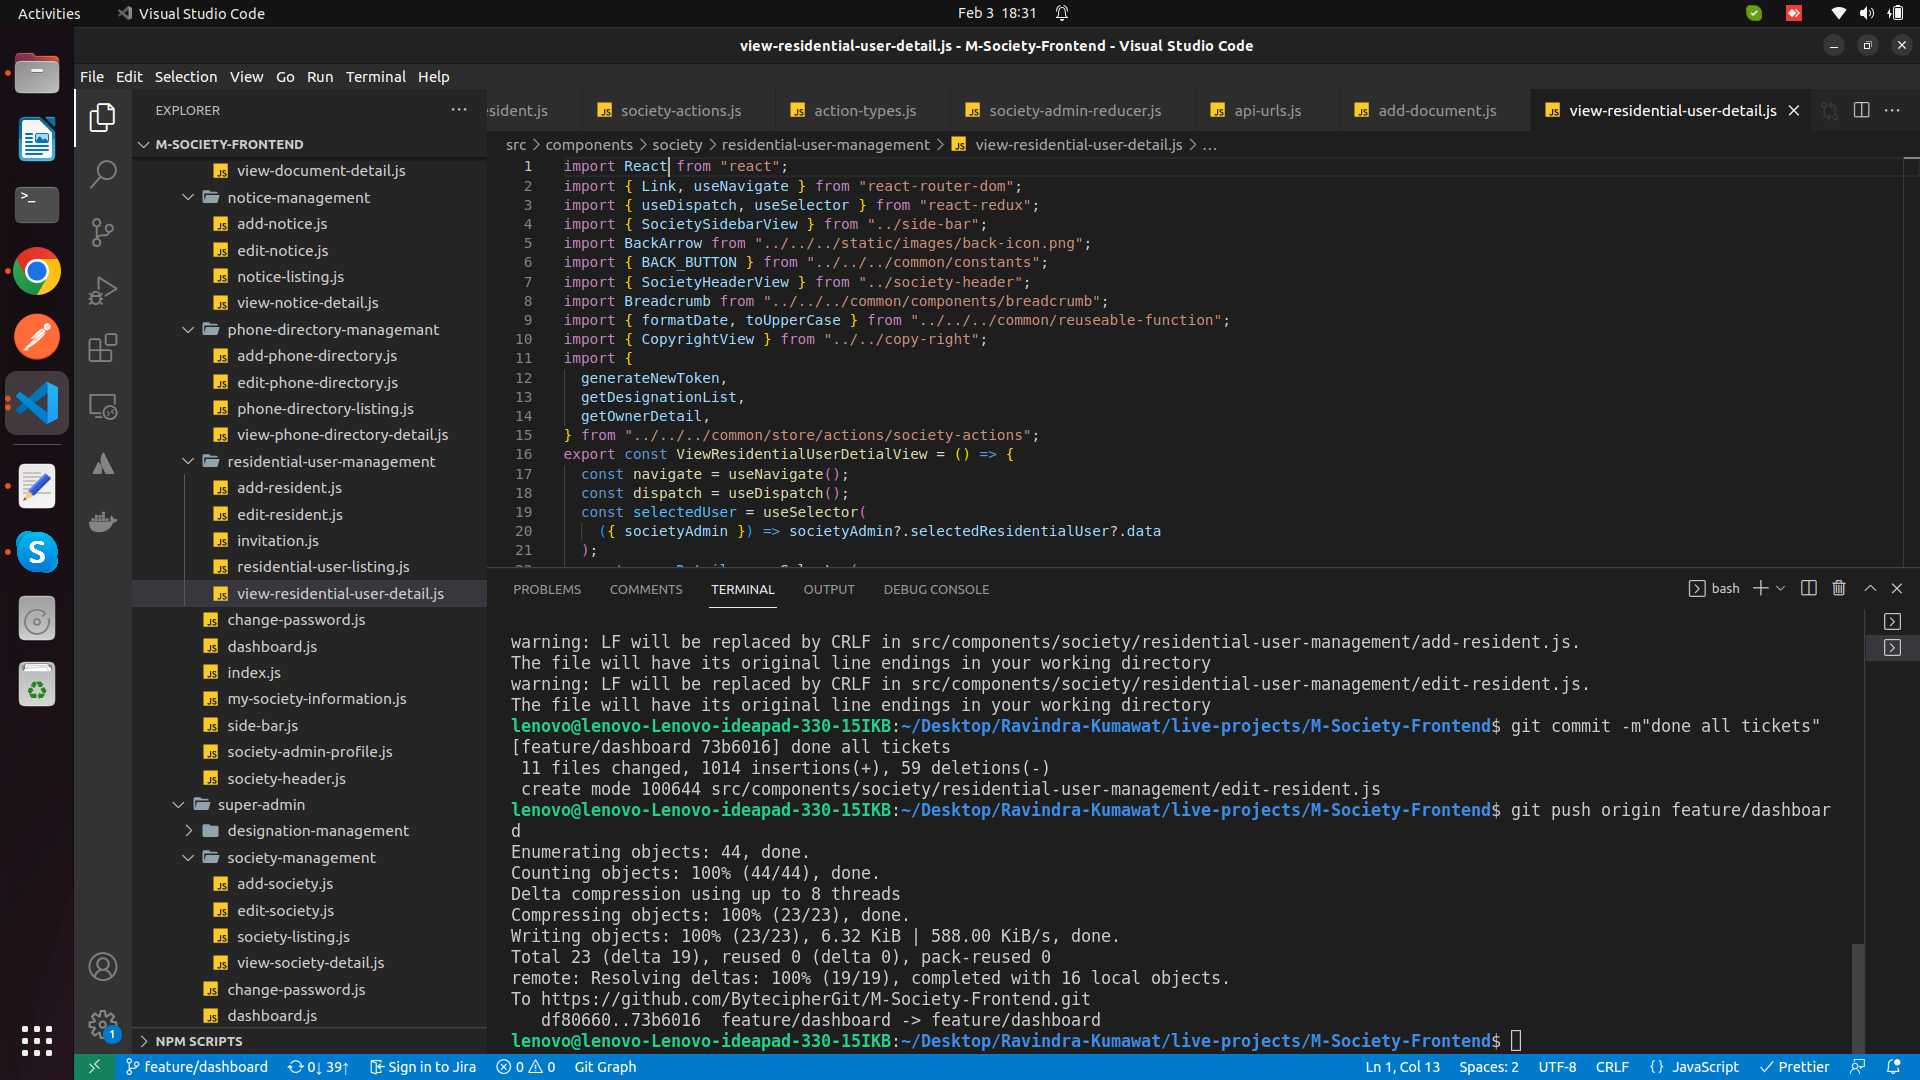 Activities
Visual Studio Code
Feb 3 18:31
view-residential-user-detail.js - M-Society-Frontend - Visual Studio Code
File Edit Selection View Go Run Terminal Help
EXPLORER
M-SOCIETY-FRONTEND
view-document-detail.js
notice-management
add-notice.js
edit-notice.js
notice-listing.js
view-notice-detail.js
phone-directory-managemant
add-phone-directory.js
edit-phone-directory.js
phone-directory-listing.js
view-phone-directory-detail.js
residential-user-management
add-resident.js
edit-resident.js
invitation.js
residential-user-listing.js
view-residential-user-detail.js
change-password.js
dashboard.js
index.js
my-society-information.js
side-bar.js
society-admin-profile.js
society-header.js
super-admin
designation-management
society-management
add-society.js
edit-society.js
society-listing.js
view-society-detail.js
change-password.js
dashboard.js
NPM SCRIPTS
esident.js society-actions.js action-types.js society-admin-reducer.js api-urls.js add-document.js view-residential-user-detail.js
src > components > society > residential-user-management > view-residential-user-detail.js > ...
1 import React from "react";
2 import { Link, useNavigate } from "react-router-dom";
3 import { useDispatch, useSelector } from "react-redux";
4 import { SocietySidebarView } from "../side-bar";
5 import BackArrow from "../../../static/images/back-icon.png";
6 import { BACK_BUTTON } from "../../../common/constants";
7 import { SocietyHeaderView } from "../society-header";
8 import Breadcrumb from "../../../common/components/breadcrumb";
9 import { formatDate, toUpperCase } from "../../../common/reuseable-function";
10 import { CopyrightView } from "../../copy-right";
11 import {
12 generateNewToken,
13 getDesignationList,
14 getOwnerDetail,
15 } from "../../../common/store/actions/society-actions";
16 export const ViewResidentialUserDetialView = () => {
17 const navigate = useNavigate();
18 const dispatch = useDispatch();
19 const selectedUser = useSelector(
20 ({ societyAdmin }) => societyAdmin?.selectedResidentialUser?.data
21 );
PROBLEMS COMMENTS TERMINAL OUTPUT DEBUG CONSOLE
bash
warning: LF will be replaced by CRLF in src/components/society/residential-user-management/add-resident.js.
The file will have its original line endings in your working directory
warning: LF will be replaced by CRLF in src/components/society/residential-user-management/edit-resident.js.
The file will have its original line endings in your working directory
lenovo@lenovo-Lenovo-ideapad-330-15IKB:~/Desktop/Ravindra-Kumawat/live-projects/M-Society-Frontend$ git commit -m"done all tickets"
[feature/dashboard 73b6016] done all tickets
11 files changed, 1014 insertions(+), 59 deletions(-)
create mode 100644 src/components/society/residential-user-management/edit-resident.js
lenovo@lenovo-Lenovo-ideapad-330-15IKB:~/Desktop/Ravindra-Kumawat/live-projects/M-Society-Frontend$ git push origin feature/dashboar
d
Enumerating objects: 44, done.
Counting objects: 100% (44/44), done.
Delta compression using up to 8 threads
Compressing objects: 100% (23/23), done.
Writing objects: 100% (23/23), 6.32 KiB | 588.00 KiB/s, done.
Total 23 (delta 19), reused 0 (delta 0), pack-reused 0
remote: Resolving deltas: 100% (19/19), completed with 16 local objects.
To https://github.com/BytecipherGit/M-Society-Frontend.git
df80660..73b6016 feature/dashboard -> feature/dashboard
lenovo@lenovo-Lenovo-ideapad-330-15IKB:~/Desktop/Ravindra-Kumawat/live-projects/M-Society-Frontend$
1
feature/dashboard 0↓ 39↑ Sign in to Jira 0 0 Git Graph
Ln 1, Col 13 Spaces: 2 UTF-8 CRLF {} JavaScript Prettier